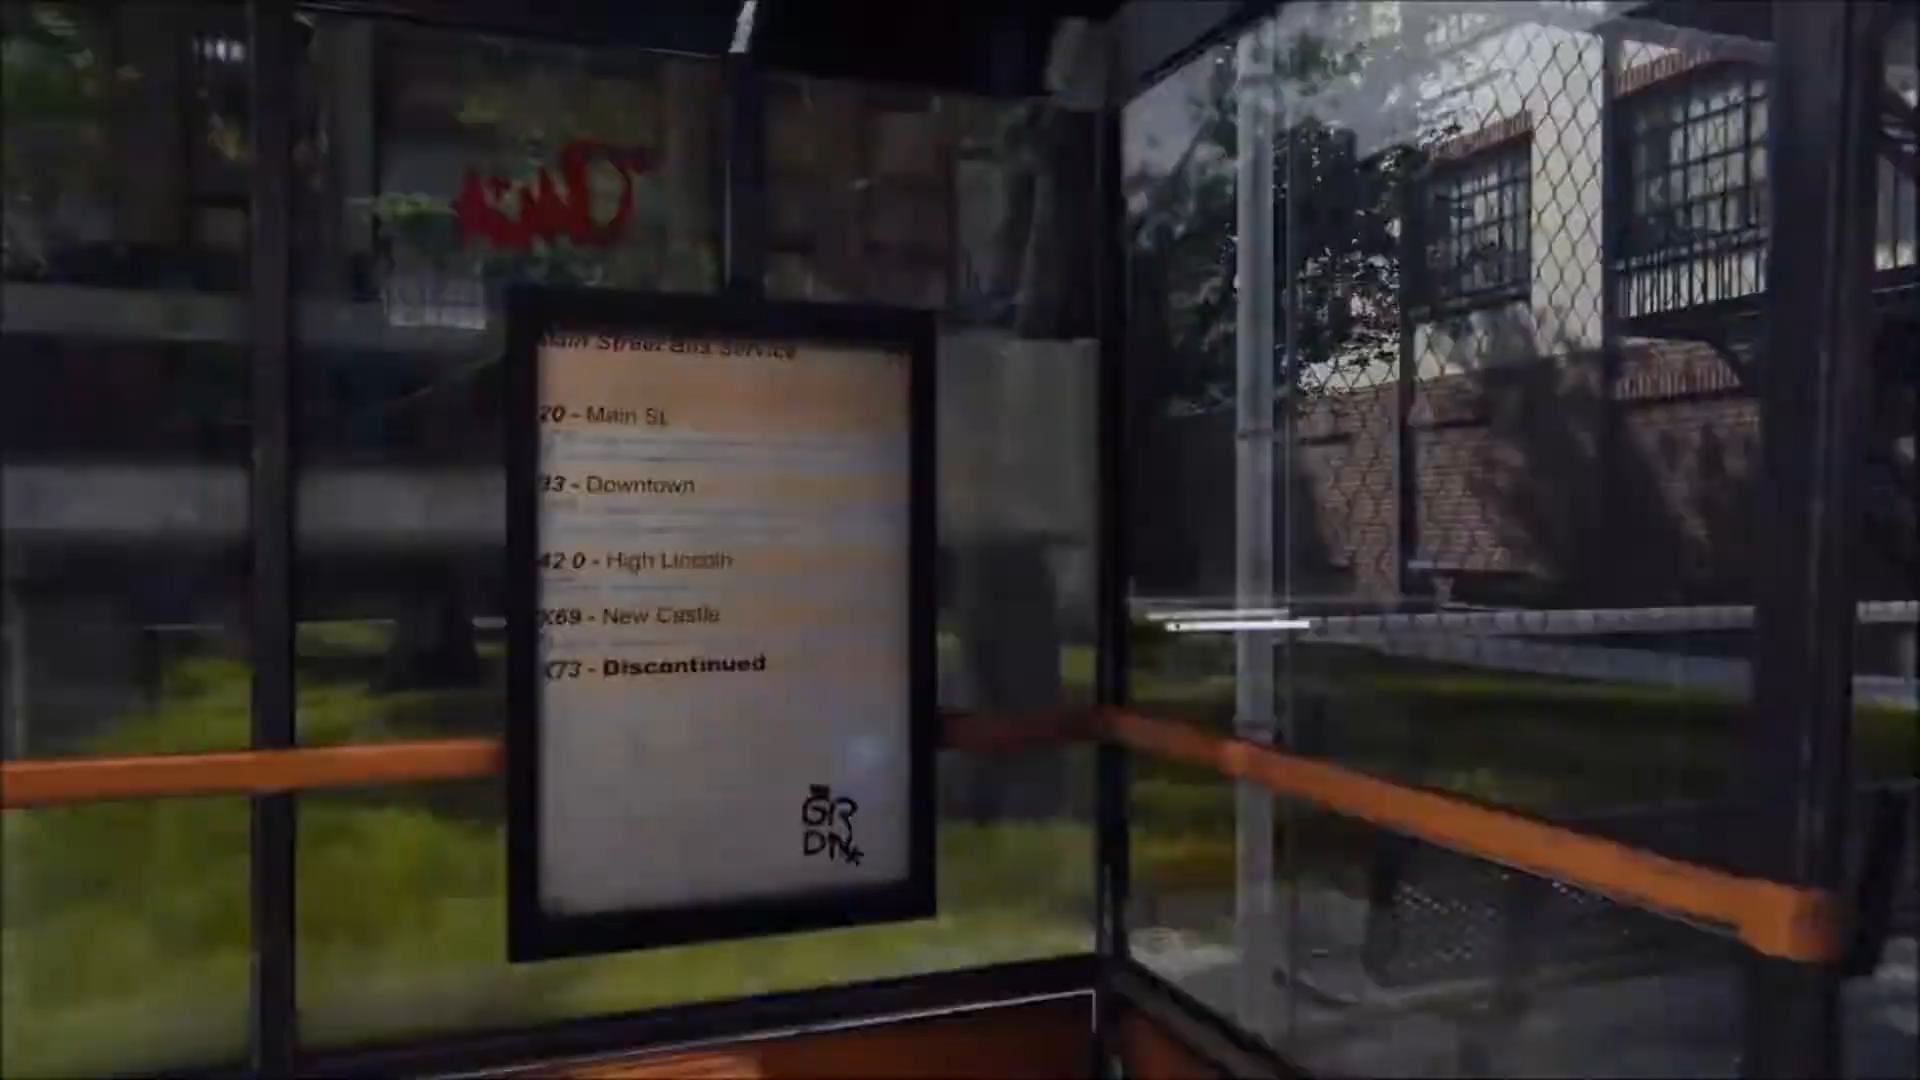 Main Street Bus Service
20 - Main St.
33 - Downtown
42 0 - High Lincoln
X69 - New Castle
X73 - Discontinued
GR
DN